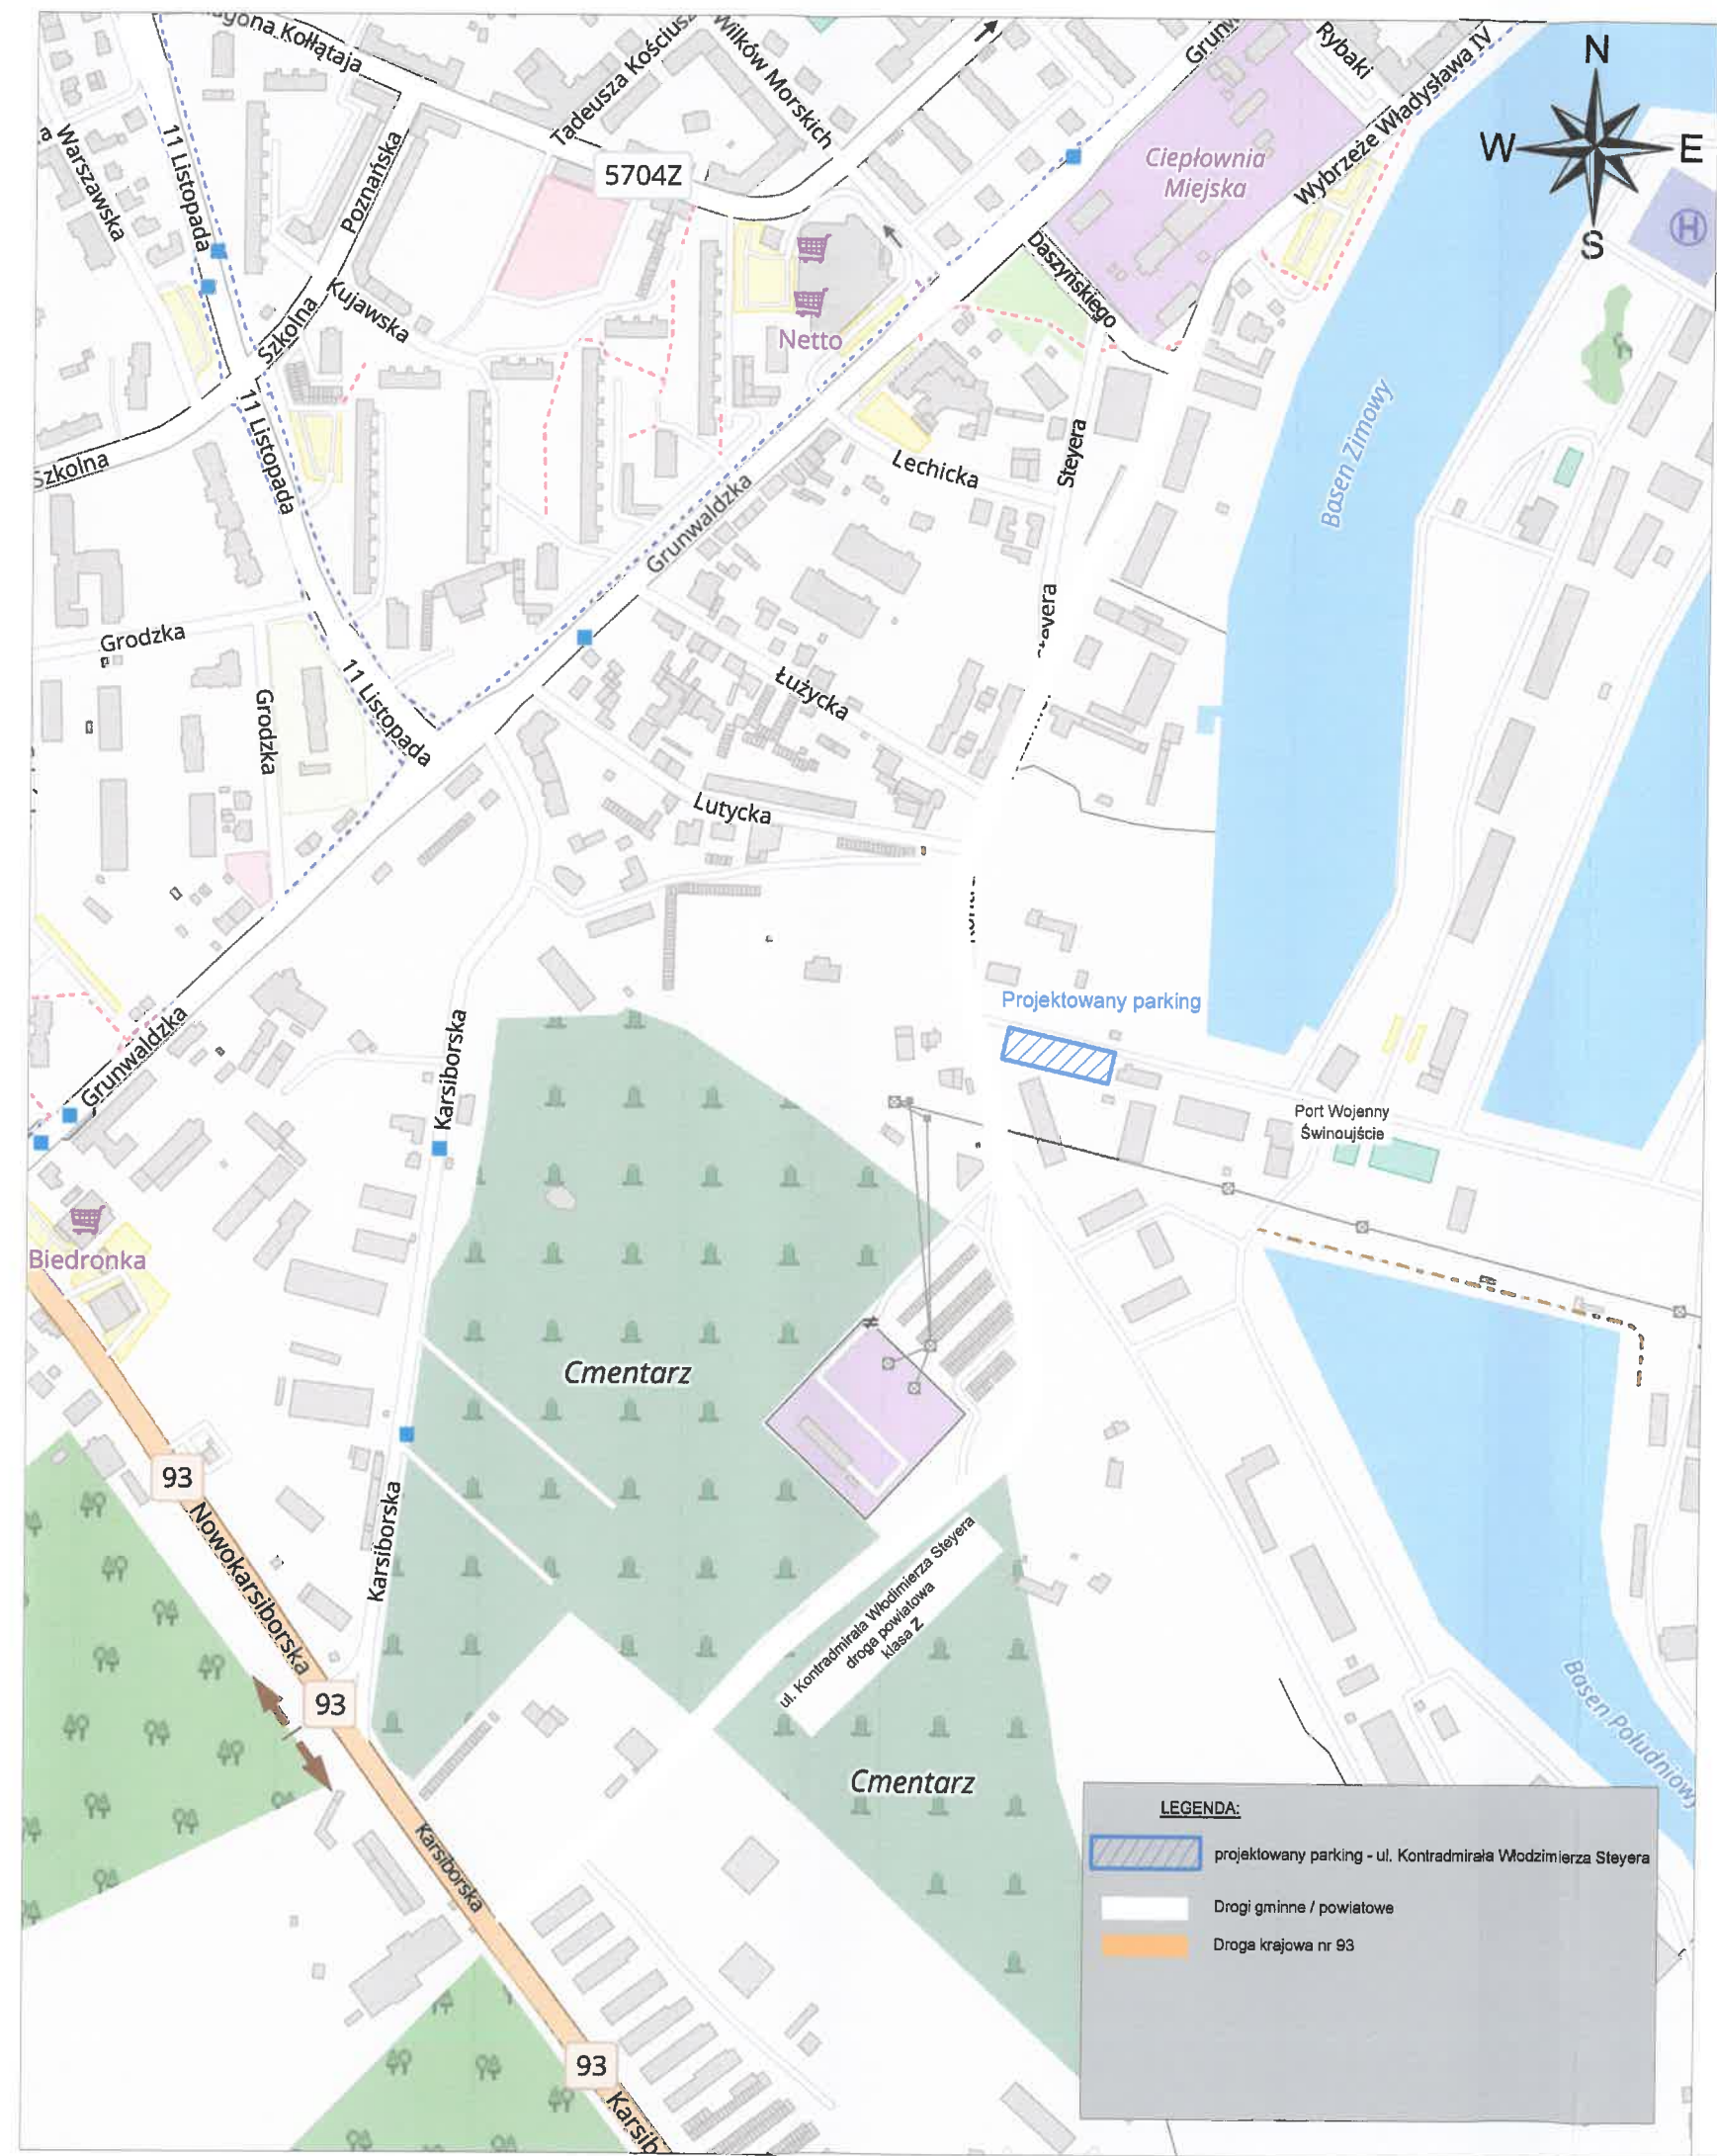 Kołłątaja
Tadeusza
Wilków Morskich
Rybaki
N
W
E
S
Warszawska
11 Listopada
Poznańska
5704Z
Ciepłownia
Miejska
Wybrzeże Władysława IV
H
Daszyńskiego
Szkolna
Kujawska
Netto
11 Listopada
Szkolna
Lechicka
Steyera
Basen Zimowy
Grunwaldzka
Grodzka
Grodzka
11 Listopada
Łużycka
Lutycka
Projektowany parking
Grunwaldzka
Karsiborska
Port Wojenny
Świnoujście
Biedronka
Cmentarz
93
Nowokarsiborska
Karsiborska
ul. Kontradmirała Włodimierza Steyera
droga powiatowa
klasa Z
93
Basen Południowy
Cmentarz
Karsiborska
LEGENDA:
projektowany parking - ul. Kontradmirała Włodzimierza Steyera
Drogi gminne / powiatowe
Droga krajowa nr 93
93
Karsib